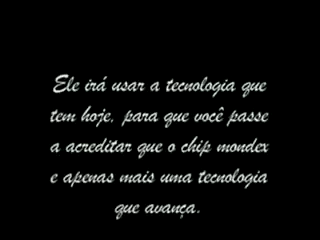 Ele irá usar a tecnologia que
tem hoje, para que você passe
a acreditar que o chip mondex
e apenas mais uma tecnologia
que avança.